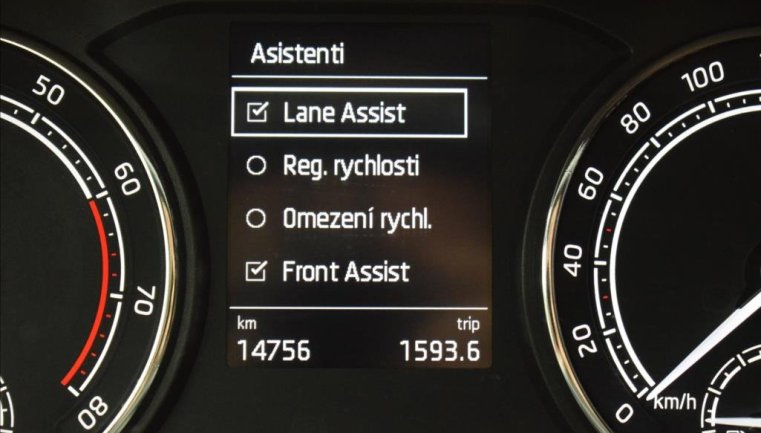 Asistenti
Lane Assist
Reg. rychlosti
Omezení rychl.
Front Assist
km trip
14756 1593.6
50
60
70
80
0
20
40
60
80
100
km/h